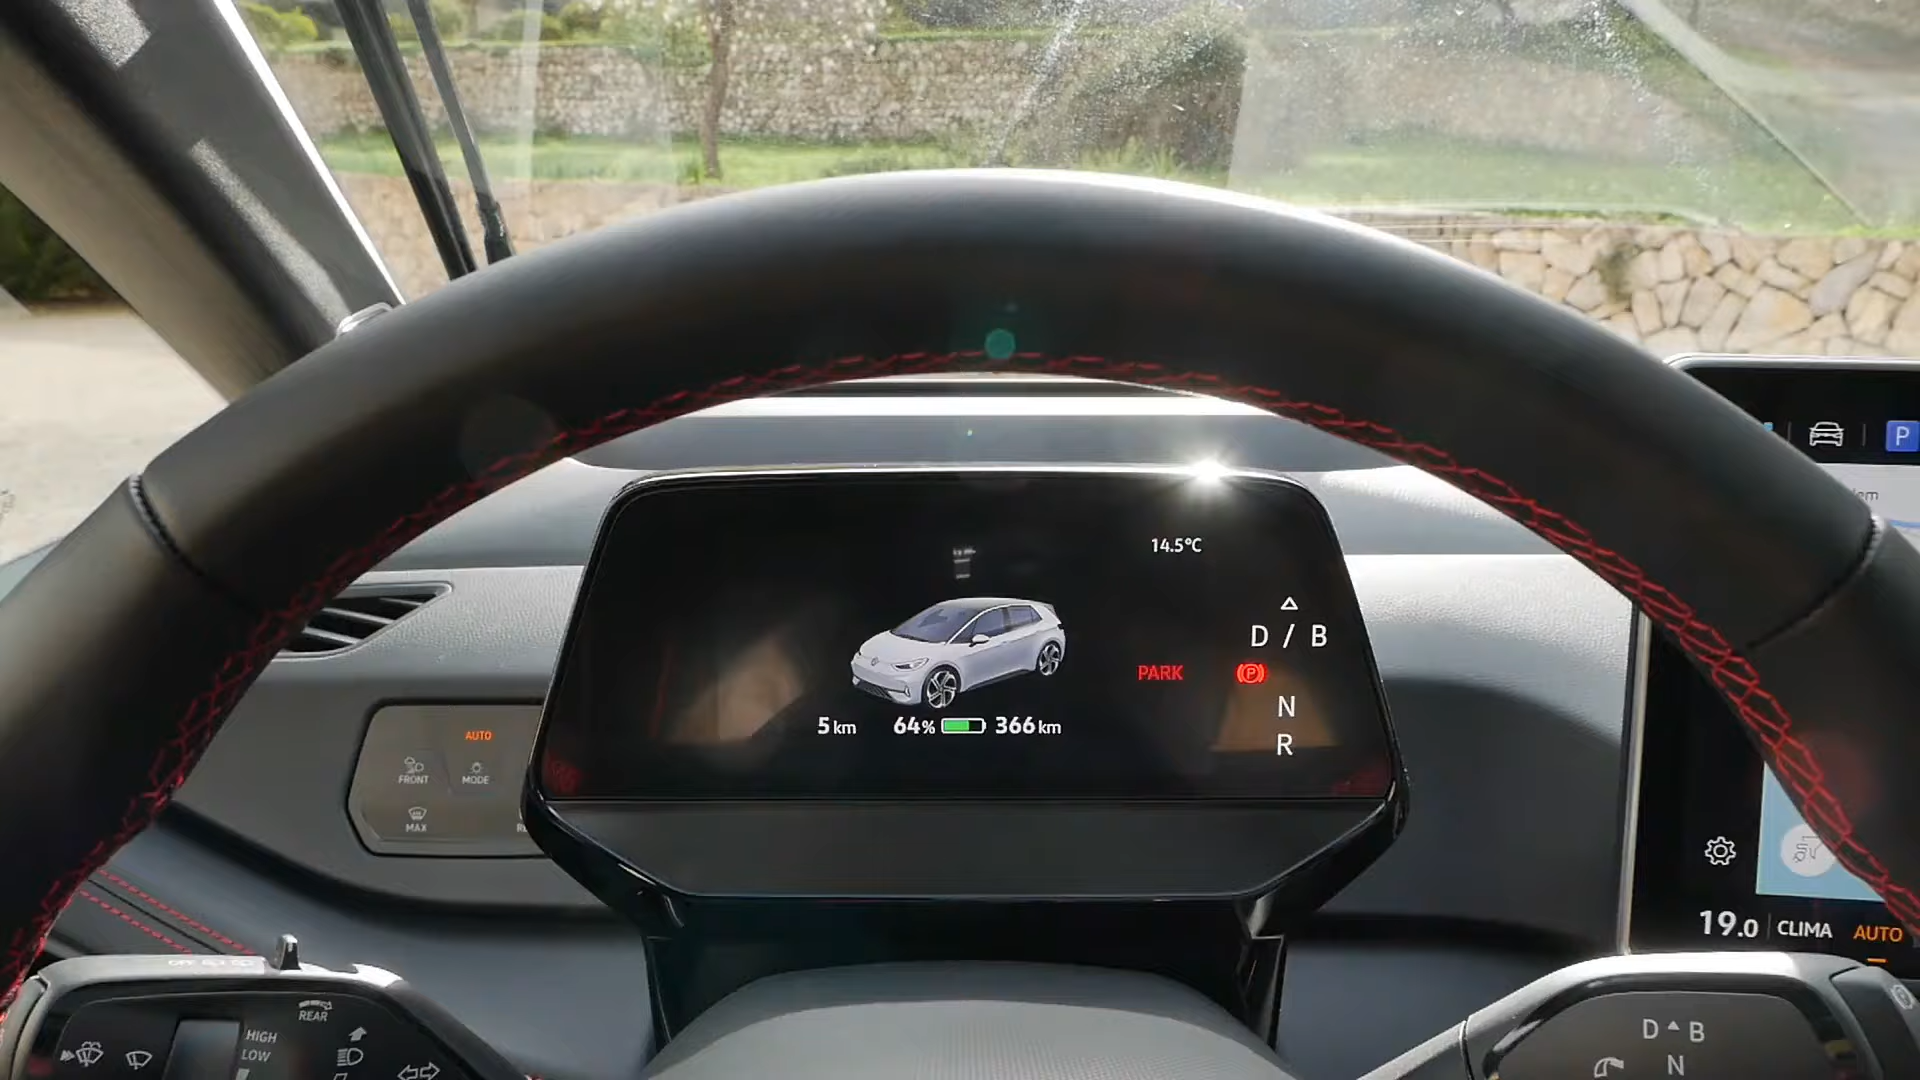 P
14.5°C
D / B
PARK
P
N
R
5 km 64% 366 km
AUTO
FRONT MODE
MAX
19.0 CLIMA AUTO
REAR
HIGH
LOW
D B
N